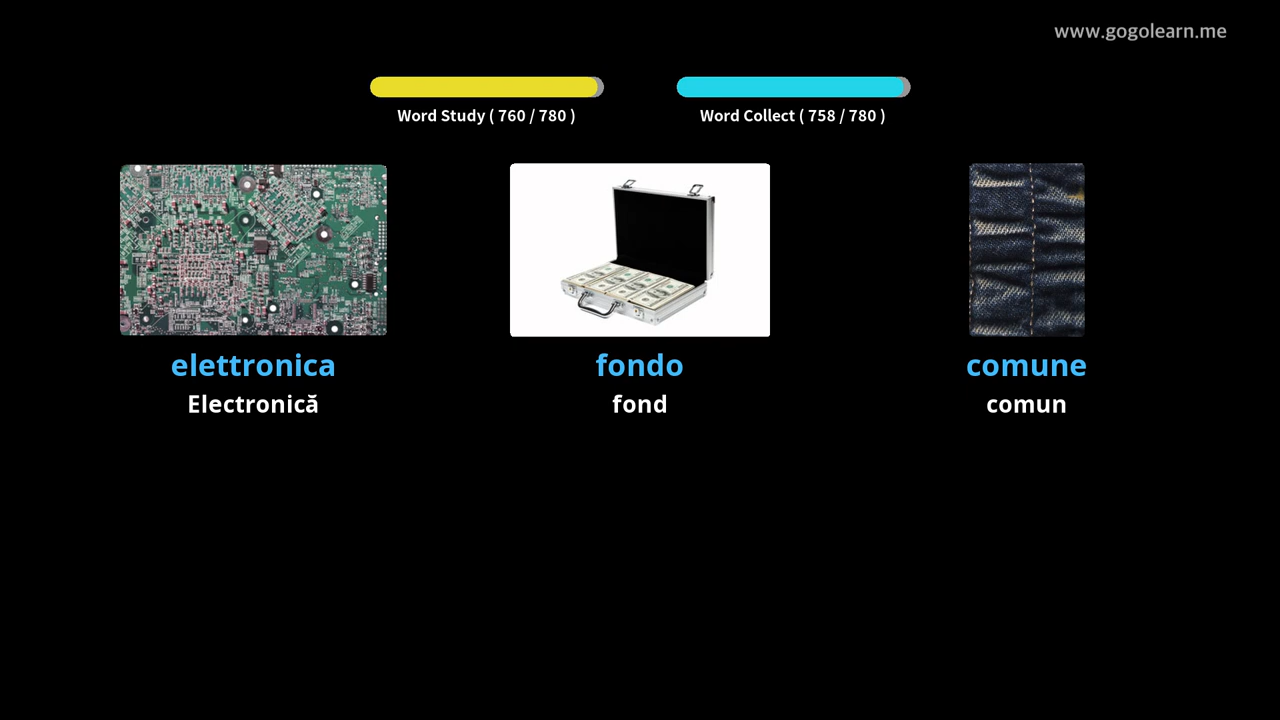 www.gogolearn.me
Word Study ( 760 / 780 )
Word Collect ( 758 / 780 )
elettronica
Electronică
fondo
fond
comune
comun